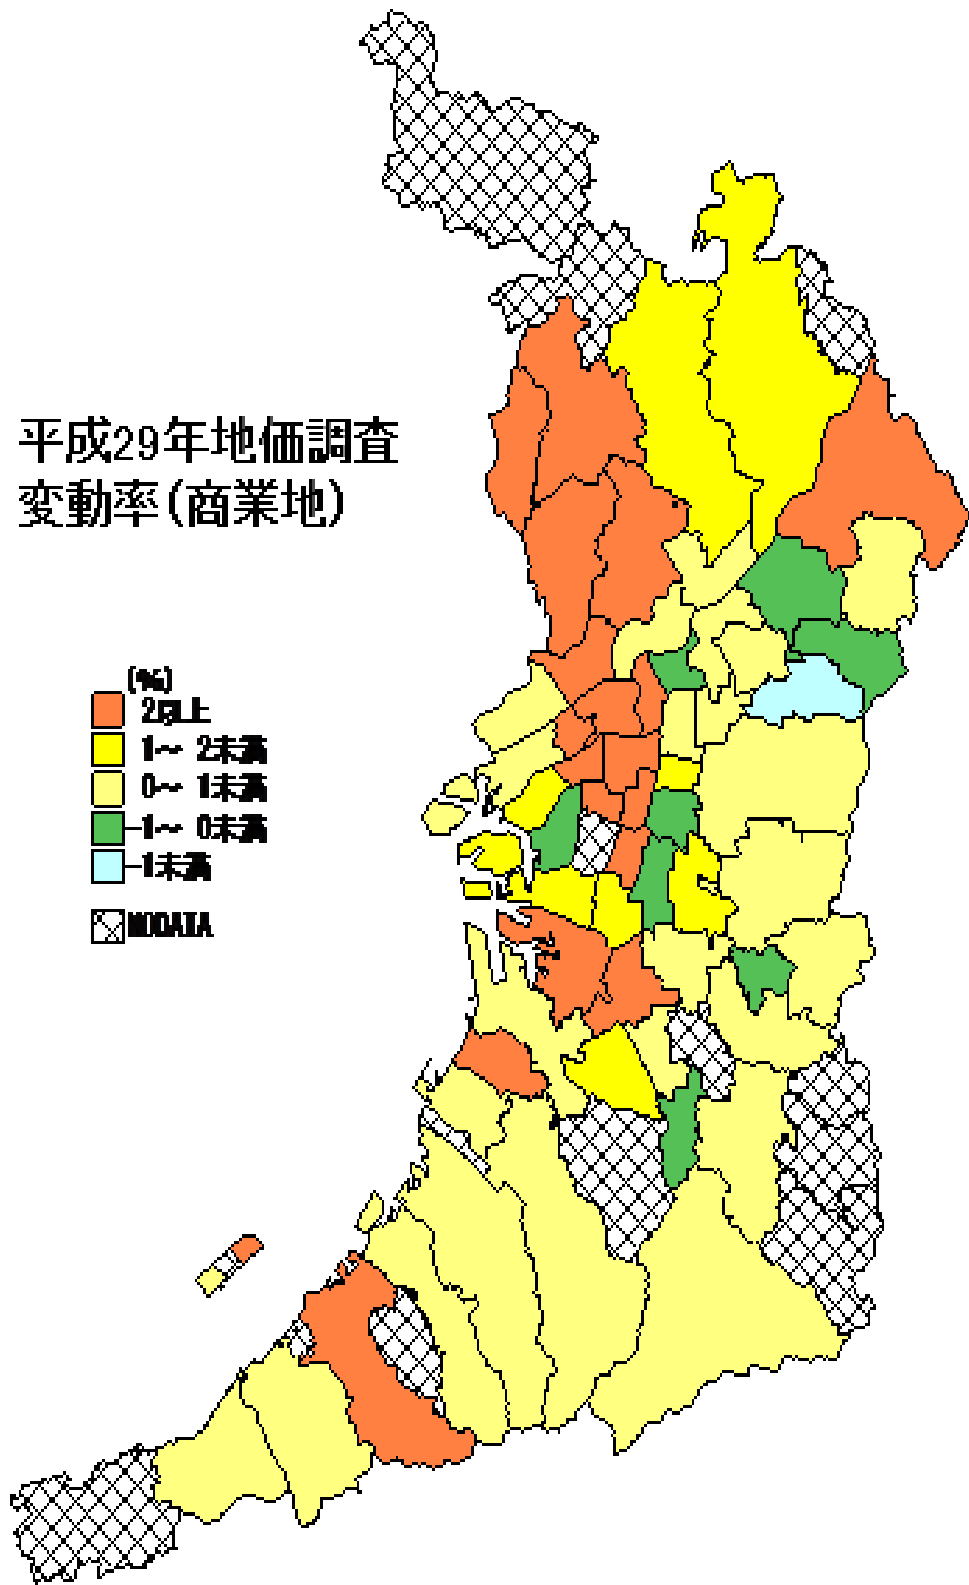 平成29年地価調査
変動率(商業地)
(%)
2以上
1～ 2未満
0～ 1未満
-1～ 0未満
-1未満
NODATA